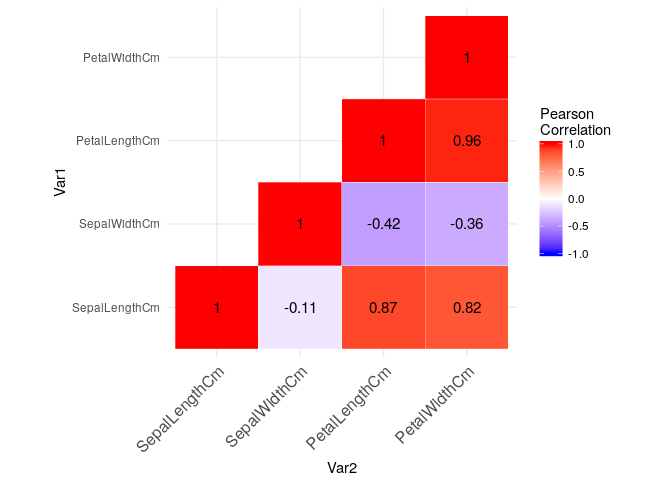 PetalWidthCm
1
PetalLengthCm
1
0.96
SepalWidthCm
1
-0.42
-0.36
SepalLengthCm
1
-0.11
0.87
0.82
Var1
SepalLengthCm
SepalWidthCm
PetalLengthCm
PetalWidthCm
Var2
Pearson
Correlation
1.0
0.5
0.0
-0.5
-1.0